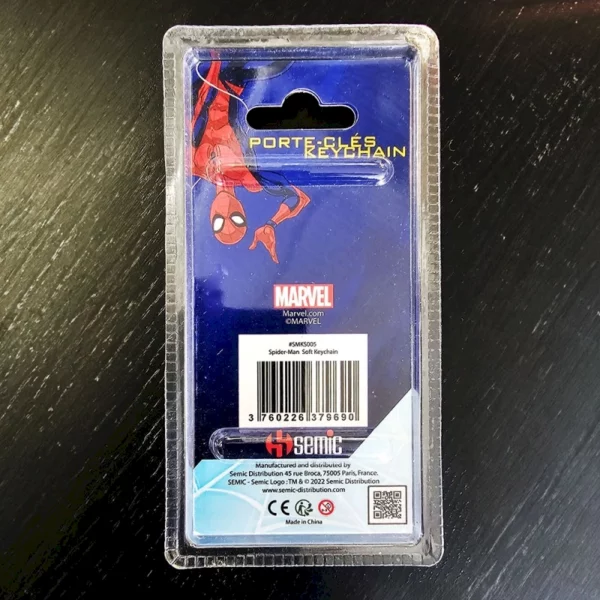 PORTE-CLÉS
KEYCHAIN
MARVEL
Marvel.com
©MARVEL
#SMKS005
Spider-Man Soft Keychain
3 760226 379690
semic
Manufactured and distributed by
Semic Distribution 45 rue Broca, 75005 Paris, France.
SEMIC - Semic Logo :TM & © 2022 Semic Distribution
www.semic-distribution.com
CE
Made in China